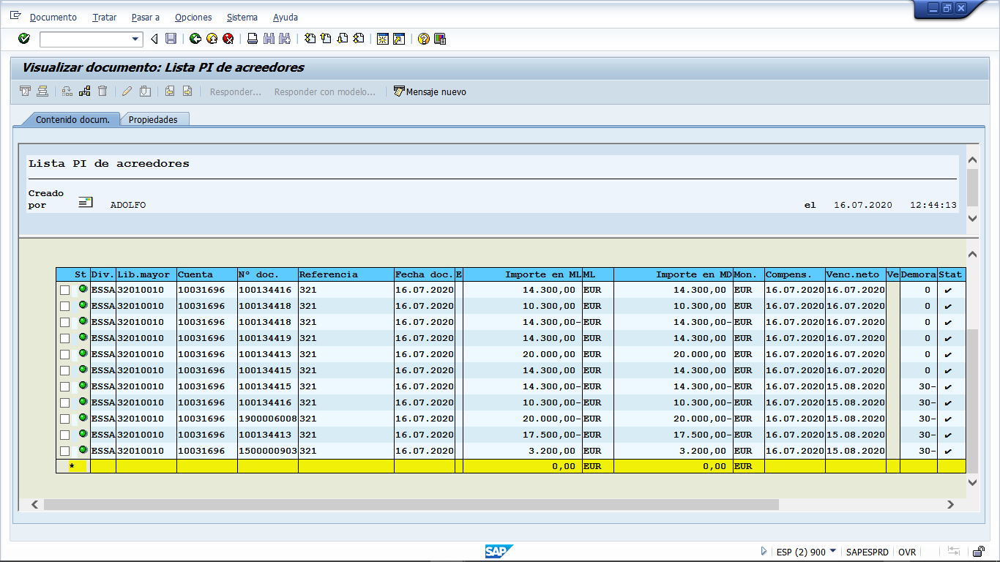 Documento Tratar Pasar a Opciones Sistema Ayuda
Visualizar documento: Lista PI de acreedores
Responder... Responder con modelo... Mensaje nuevo
Contenido docum. Propiedades
Lista PI de acreedores
Creado
por ADOLFO el 16.07.2020 12:44:13
St Div. Lib.mayor Cuenta Nº doc. Referencia Fecha doc. E Importe en ML ML Importe en MD Mon. Compens. Venc.neto Ve Demora Stat
ESSA 32010010 10031696 100134416 321 16.07.2020 14.300,00 EUR 14.300,00 EUR 16.07.2020 16.07.2020 0 ✔
ESSA 32010010 10031696 100134418 321 16.07.2020 10.300,00 EUR 10.300,00 EUR 16.07.2020 16.07.2020 0 ✔
ESSA 32010010 10031696 100134418 321 16.07.2020 14.300,00- EUR 14.300,00- EUR 16.07.2020 16.07.2020 0 ✔
ESSA 32010010 10031696 100134419 321 16.07.2020 14.300,00 EUR 14.300,00 EUR 16.07.2020 16.07.2020 0 ✔
ESSA 32010010 10031696 100134413 321 16.07.2020 20.000,00 EUR 20.000,00 EUR 16.07.2020 16.07.2020 0 ✔
ESSA 32010010 10031696 100134415 321 16.07.2020 14.300,00 EUR 14.300,00 EUR 16.07.2020 16.07.2020 0 ✔
ESSA 32010010 10031696 100134415 321 16.07.2020 14.300,00- EUR 14.300,00- EUR 16.07.2020 15.08.2020 30- ✔
ESSA 32010010 10031696 100134416 321 16.07.2020 10.300,00- EUR 10.300,00- EUR 16.07.2020 15.08.2020 30- ✔
ESSA 32010010 10031696 1900006008 321 16.07.2020 20.000,00- EUR 20.000,00- EUR 16.07.2020 15.08.2020 30- ✔
ESSA 32010010 10031696 100134413 321 16.07.2020 17.500,00- EUR 17.500,00- EUR 16.07.2020 15.08.2020 30- ✔
ESSA 32010010 10031696 1500000903 321 16.07.2020 3.200,00 EUR 3.200,00 EUR 16.07.2020 15.08.2020 30- ✔
* 0,00 EUR 0,00 EUR
SAP ESP (2) 900 SAPESPRD OVR